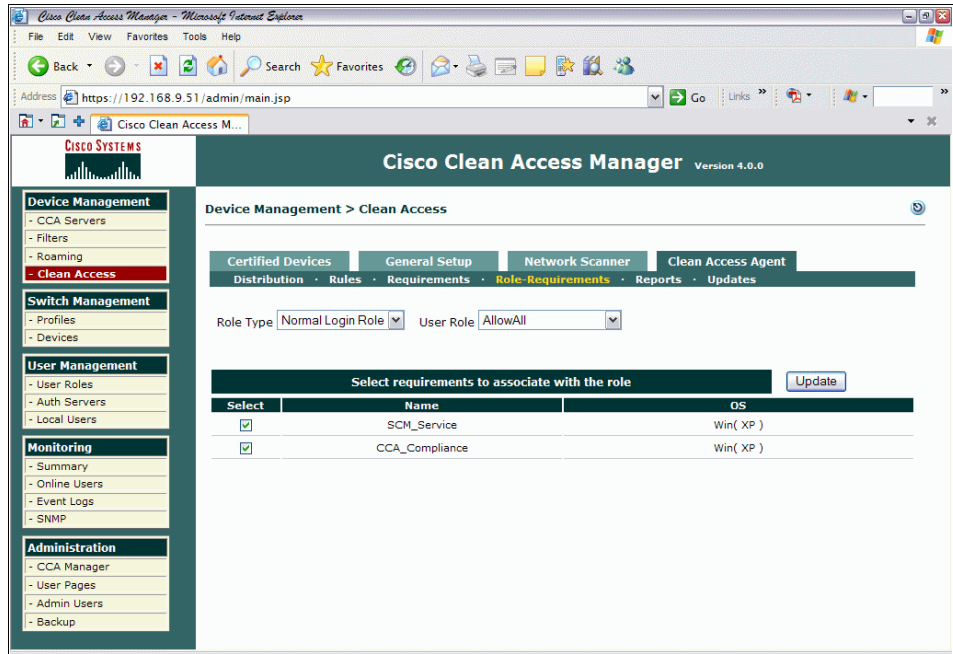 Cisco Clean Access Manager - Microsoft Internet Explorer
File Edit View Favorites Tools Help
Back Search Favorites
Address https://192.168.9.51/admin/main.jsp Go Links »
Cisco Clean Access M...
CISCO SYSTEMS
Cisco Clean Access Manager Version 4.0.0
Device Management
- CCA Servers
- Filters
- Roaming
- Clean Access
Switch Management
- Profiles
- Devices
User Management
- User Roles
- Auth Servers
- Local Users
Monitoring
- Summary
- Online Users
- Event Logs
- SNMP
Administration
- CCA Manager
- User Pages
- Admin Users
- Backup
Device Management > Clean Access
Certified Devices General Setup Network Scanner Clean Access Agent
Distribution · Rules · Requirements · Role-Requirements · Reports · Updates
Role Type Normal Login Role User Role AllowAll
Select requirements to associate with the role Update
Select Name OS
SCM_Service Win( XP )
CCA_Compliance Win( XP )